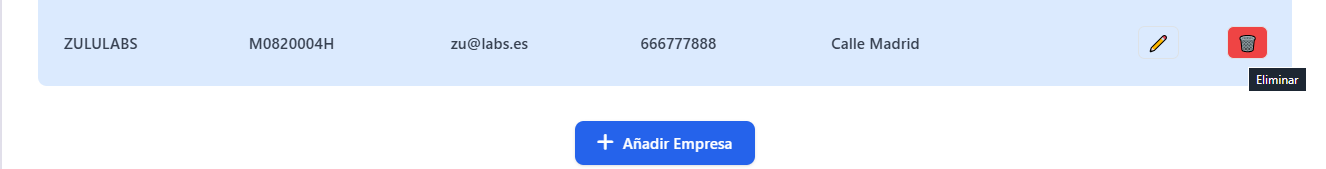 ZULULABS M0820004H zu@labs.es 666777888 Calle Madrid
Eliminar
Añadir Empresa